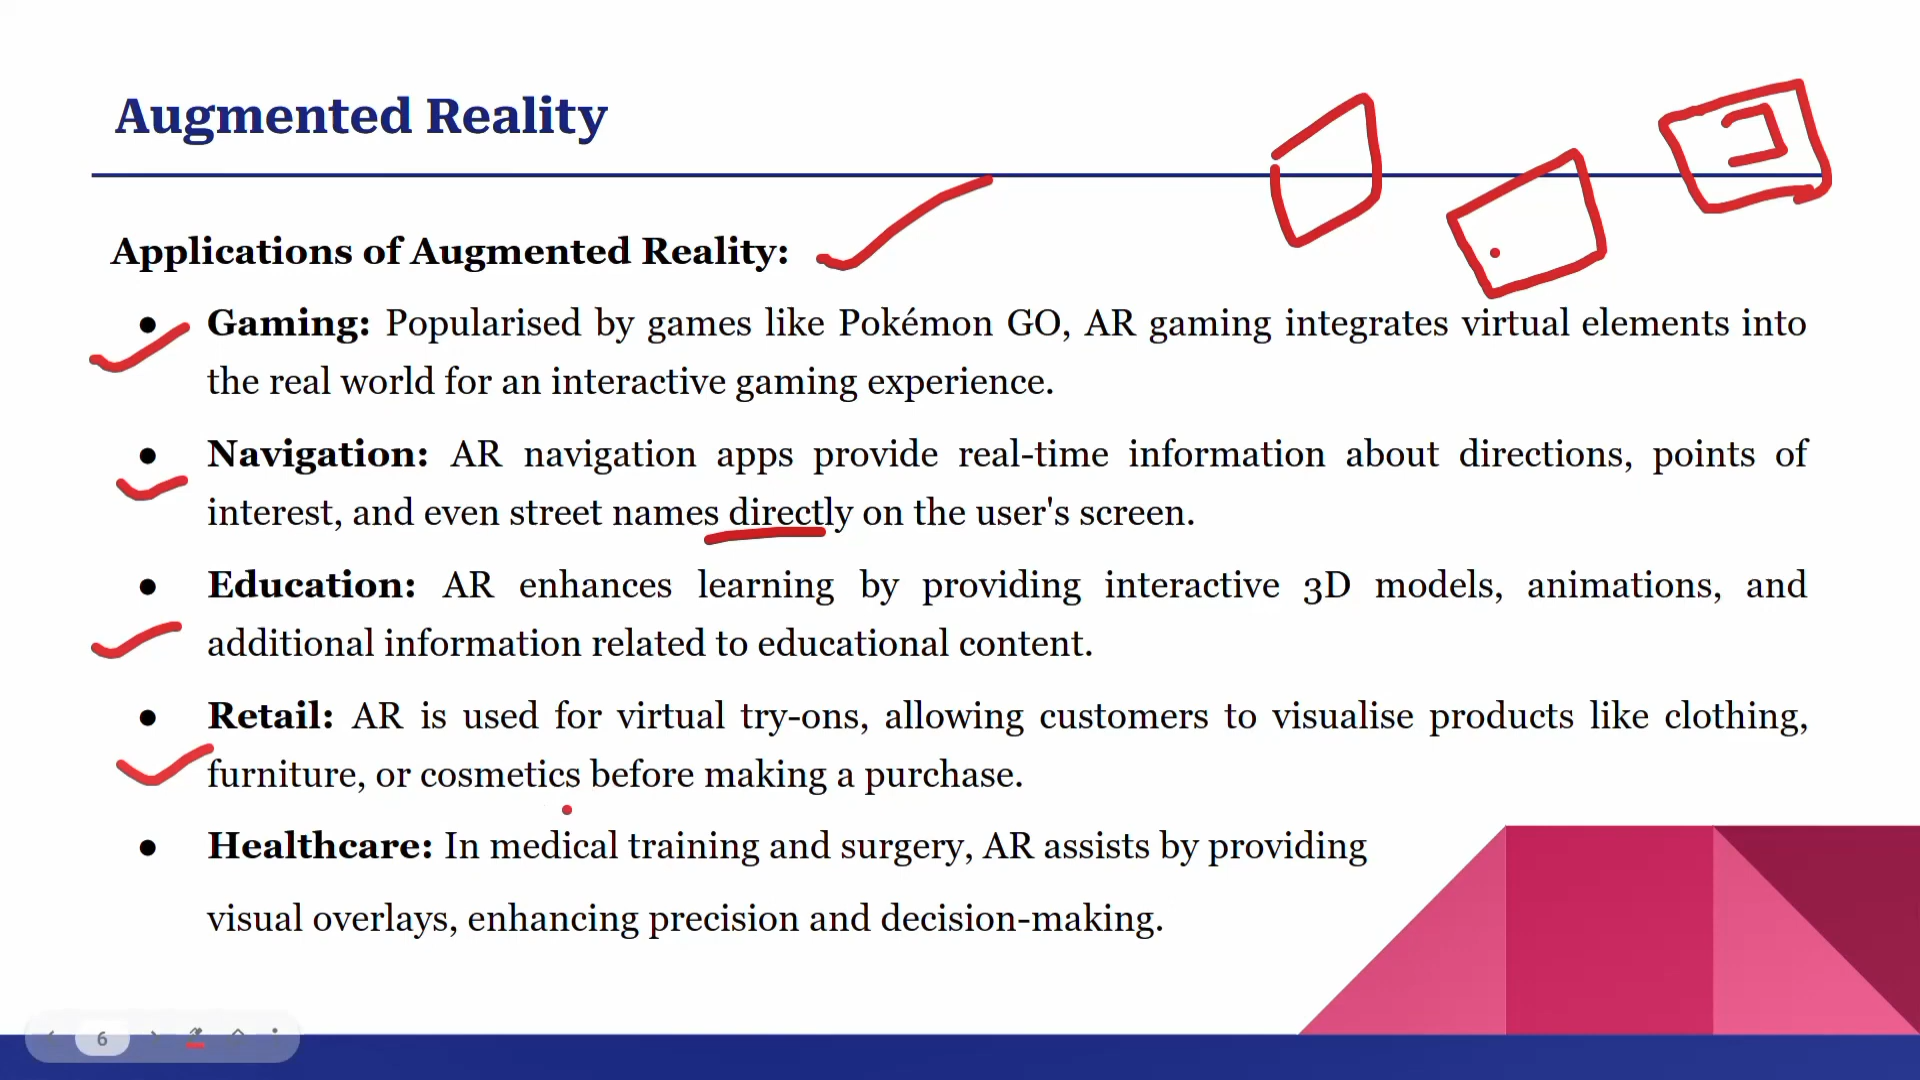 Augmented Reality
Applications of Augmented Reality:
● Gaming: Popularised by games like Pokémon GO, AR gaming integrates virtual elements into
the real world for an interactive gaming experience.
● Navigation: AR navigation apps provide real-time information about directions, points of
interest, and even street names directly on the user's screen.
● Education: AR enhances learning by providing interactive 3D models, animations, and
additional information related to educational content.
● Retail: AR is used for virtual try-ons, allowing customers to visualise products like clothing,
furniture, or cosmetics before making a purchase.
● Healthcare: In medical training and surgery, AR assists by providing
visual overlays, enhancing precision and decision-making.
6